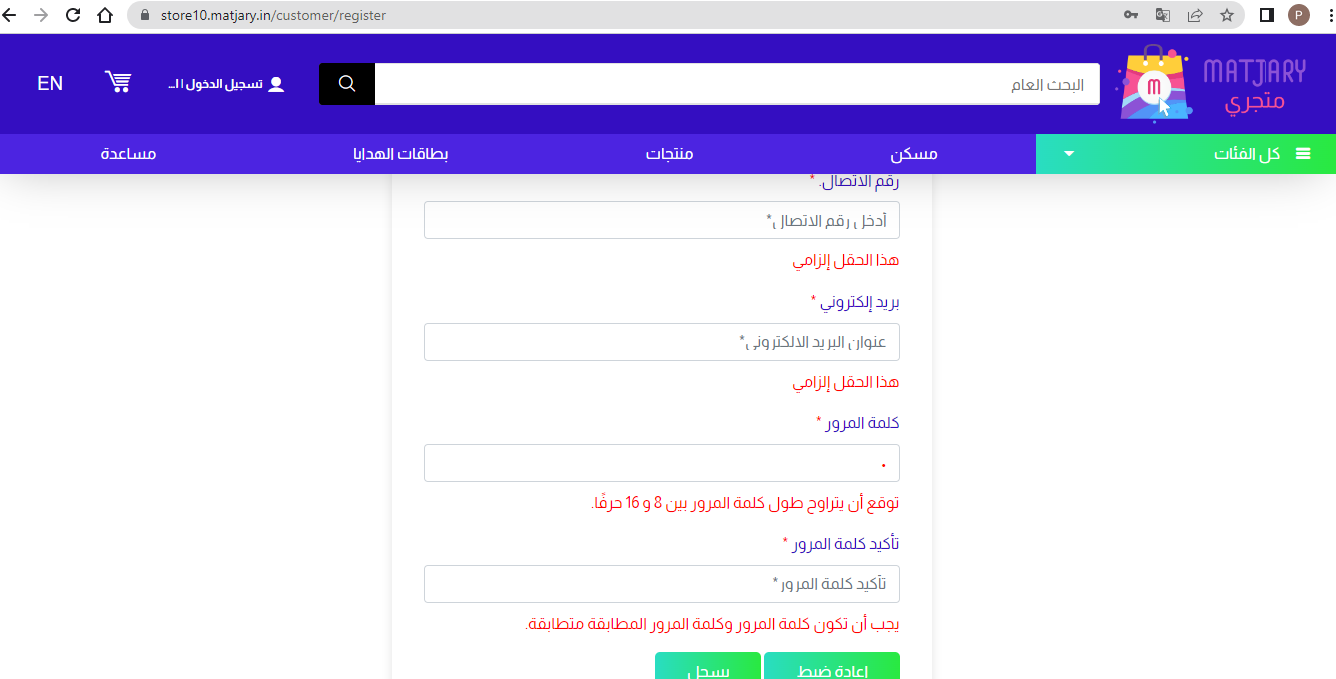 store10.matjary.in/customer/register
P
MATJARY
متجري
البحث العام
تسجيل الدخول | ا...
EN
كل الفئات
مسكن
منتجات
بطاقات الهدايا
مساعدة
رقم الاتصال. *
أدخل رقم الاتصال*
هذا الحقل إلزامي
بريد إلكتروني *
عنوان البريد الالكتروني*
هذا الحقل إلزامي
كلمة المرور *
توقع أن يتراوح طول كلمة المرور بين 8 و 16 حرفًا.
تأكيد كلمة المرور *
تأكيد كلمة المرور*
يجب أن تكون كلمة المرور وكلمة المرور المطابقة متطابقة.
إعادة ضبط
يسجل